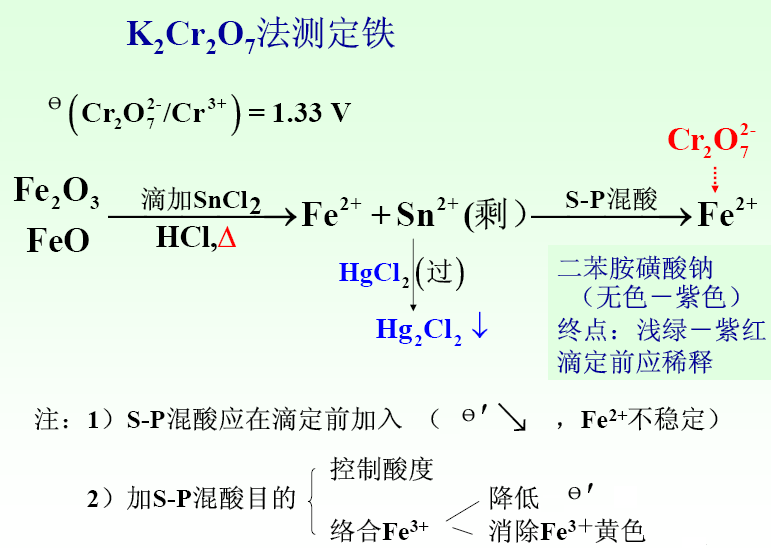 K₂Cr₂O₇法测定铁
⊖(Cr₂O₇²⁻/Cr³⁺) = 1.33 V
Cr₂O₇²⁻
Fe₂O₃
FeO
滴加SnCl₂
HCl,Δ
Fe²⁺ + Sn²⁺(剩)
S-P混酸
Fe²⁺
HgCl₂(过)
Hg₂Cl₂↓
二苯胺磺酸钠
（无色－紫色）
终点：浅绿－紫红
滴定前应稀释
注：1）S-P混酸应在滴定前加入 （ ⊖′↘ ，Fe²⁺不稳定）
2）加S-P混酸目的
控制酸度
络合Fe³⁺
降低 ⊖′
消除Fe³⁺黄色